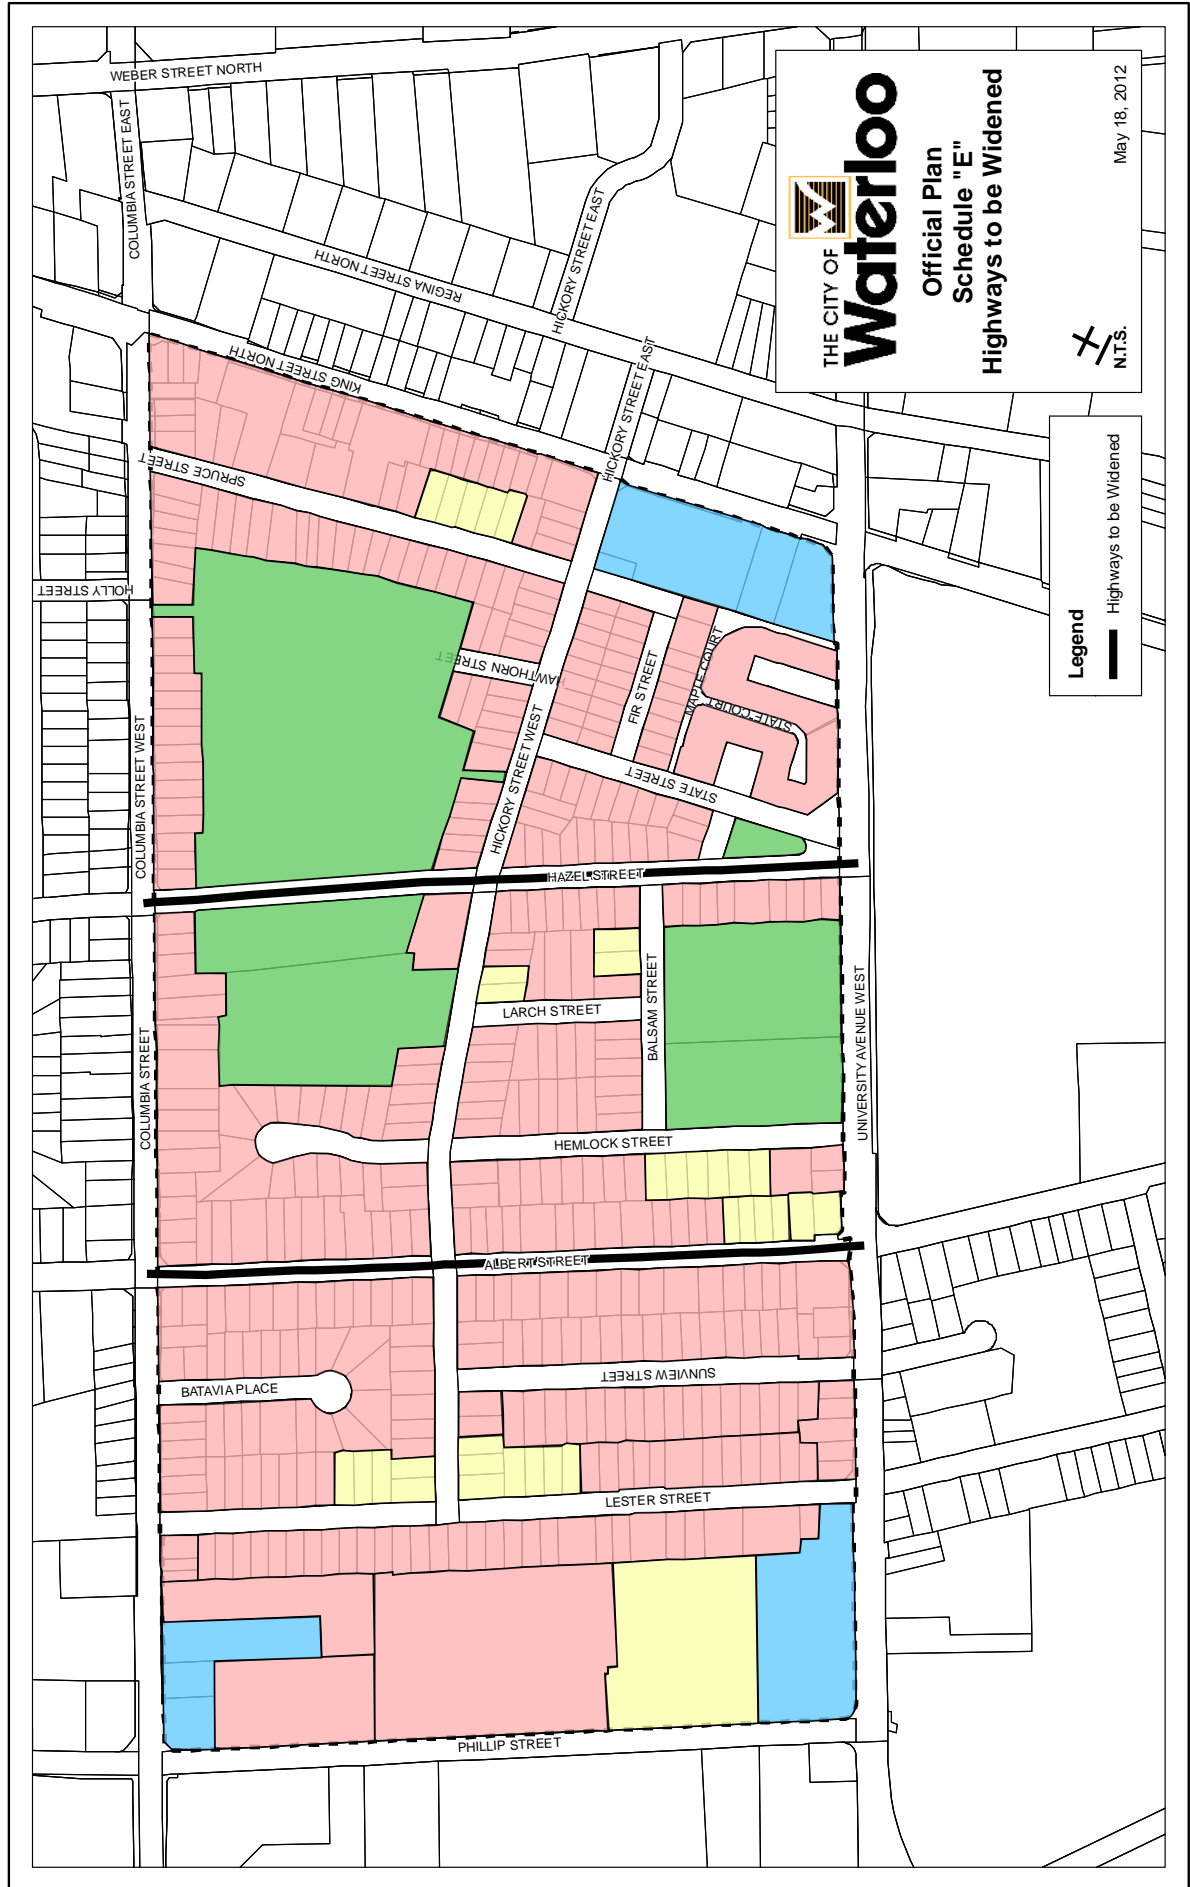 WEBER STREET NORTH
COLUMBIA STREET EAST
REGINA STREET NORTH
HICKORY STREET EAST
KING STREET NORTH
HICKORY STREET EAST
SPRUCE STREET
HOLLY STREET
HAWTHORN STREET
FIR STREET
MAPLE COURT
STATE COURT
STATE STREET
COLUMBIA STREET WEST
HICKORY STREET WEST
HAZEL STREET
LARCH STREET
BALSAM STREET
UNIVERSITY AVENUE WEST
COLUMBIA STREET
HEMLOCK STREET
ALBERT STREET
SUNVIEW STREET
BATAVIA PLACE
LESTER STREET
PHILLIP STREET
THE CITY OF
Waterloo
Official Plan
Schedule "E"
Highways to be Widened
May 18, 2012
N.T.S.
Legend
Highways to be Widened